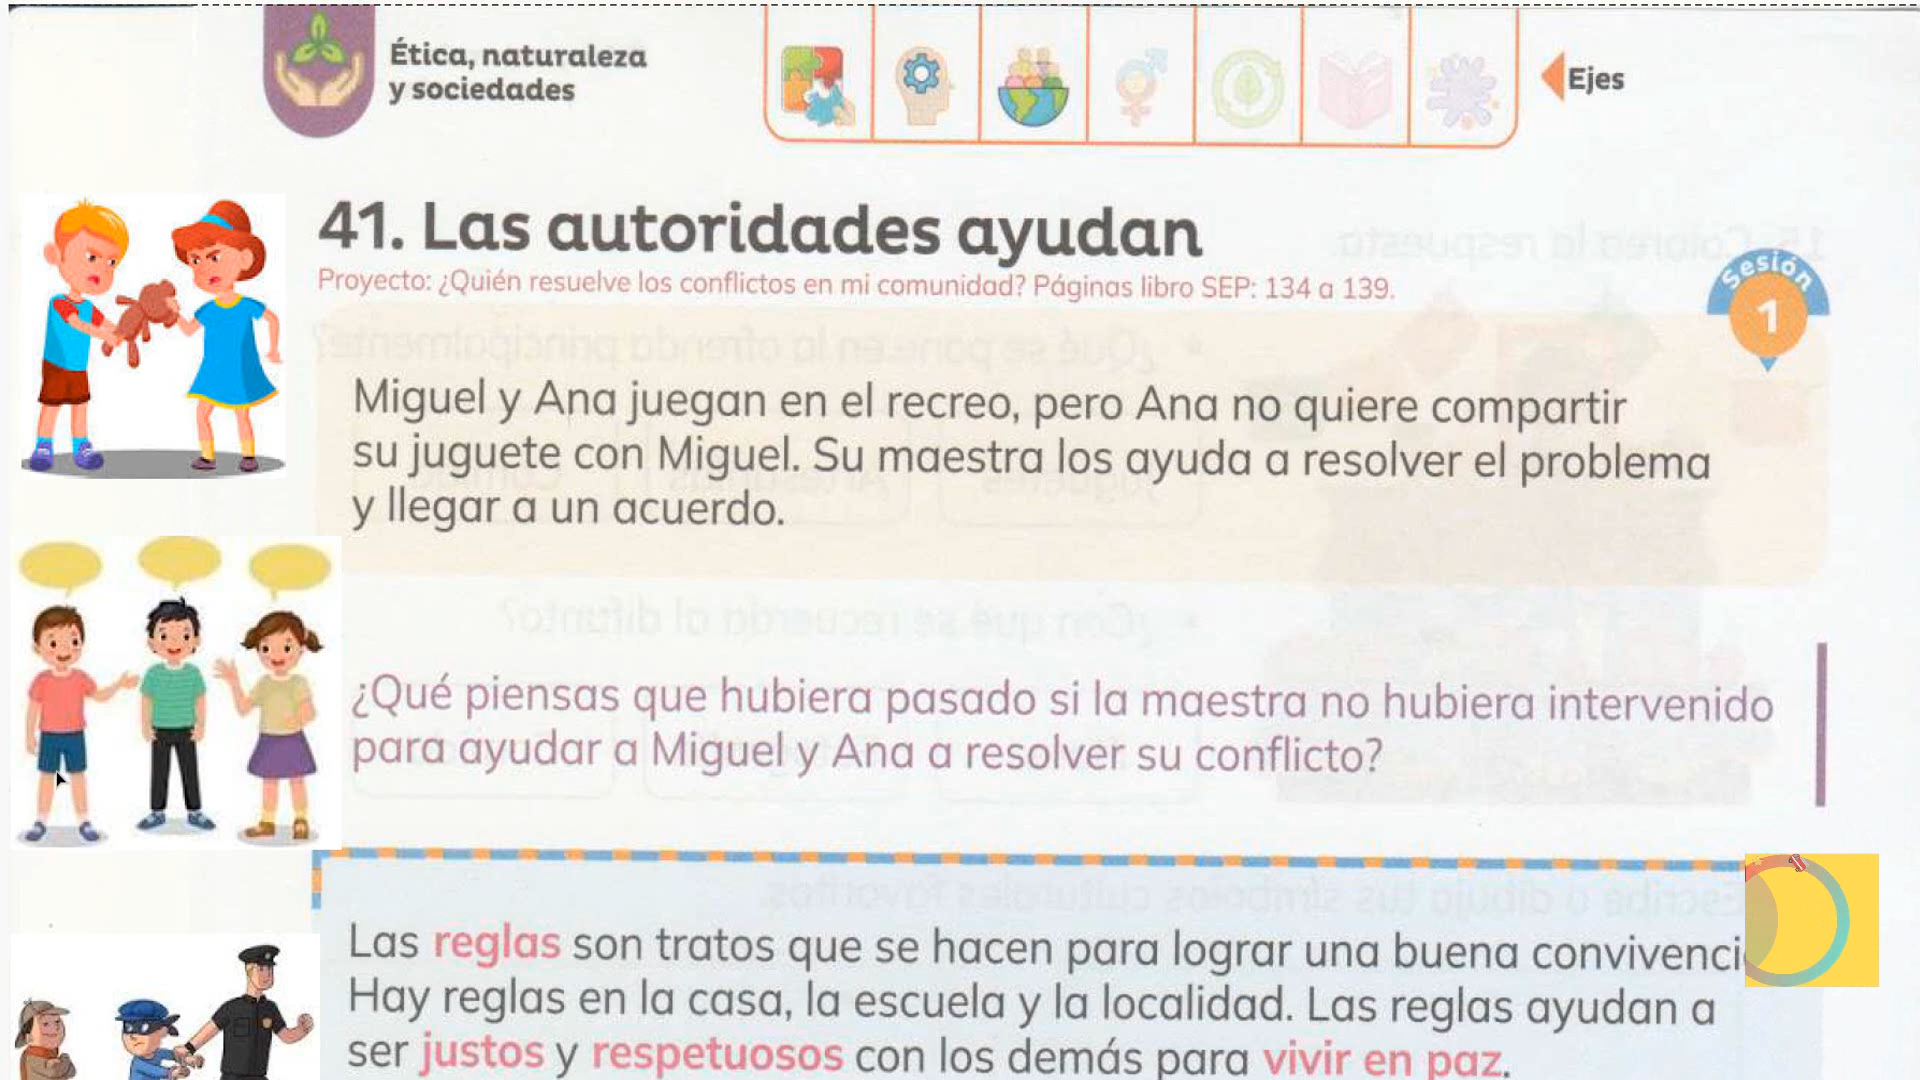 Ética, naturaleza
y sociedades
Ejes
41. Las autoridades ayudan
Proyecto: ¿Quién resuelve los conflictos en mi comunidad? Páginas libro SEP: 134 a 139.
Sesión
1
Miguel y Ana juegan en el recreo, pero Ana no quiere compartir
su juguete con Miguel. Su maestra los ayuda a resolver el problema
y llegar a un acuerdo.
¿Qué piensas que hubiera pasado si la maestra no hubiera intervenido
para ayudar a Miguel y Ana a resolver su conflicto?
Las reglas son tratos que se hacen para lograr una buena convivenci
Hay reglas en la casa, la escuela y la localidad. Las reglas ayudan a
ser justos y respetuosos con los demás para vivir en paz.